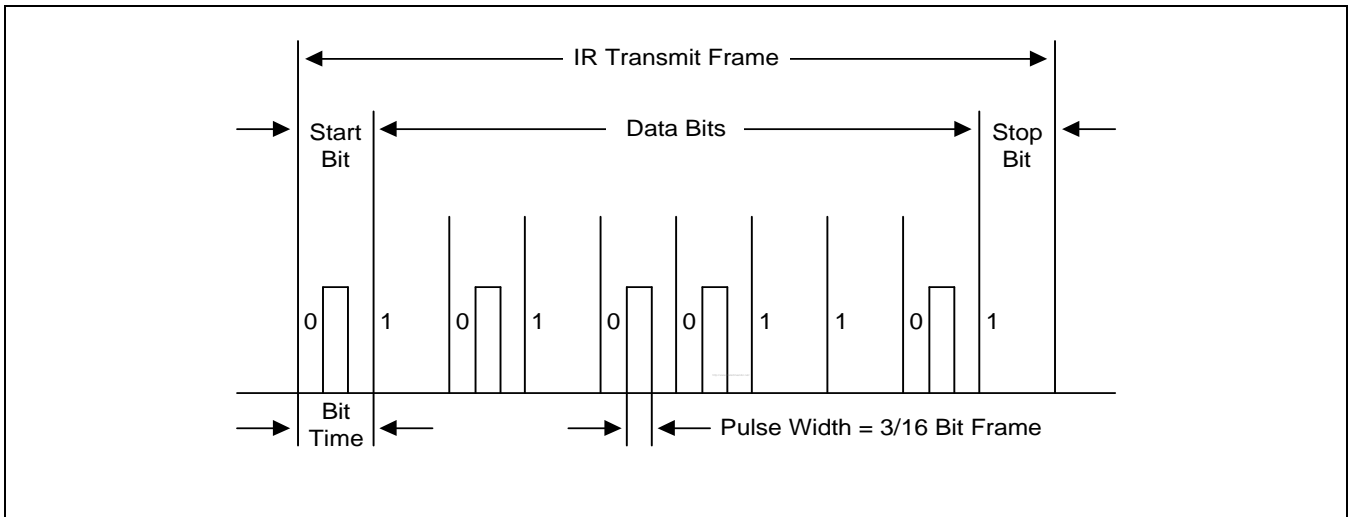 IR Transmit Frame
Start
Bit
Data Bits
Stop
Bit
0 1 0 1 0 0 1 1 0 1
Bit
Time
Pulse Width = 3/16 Bit Frame